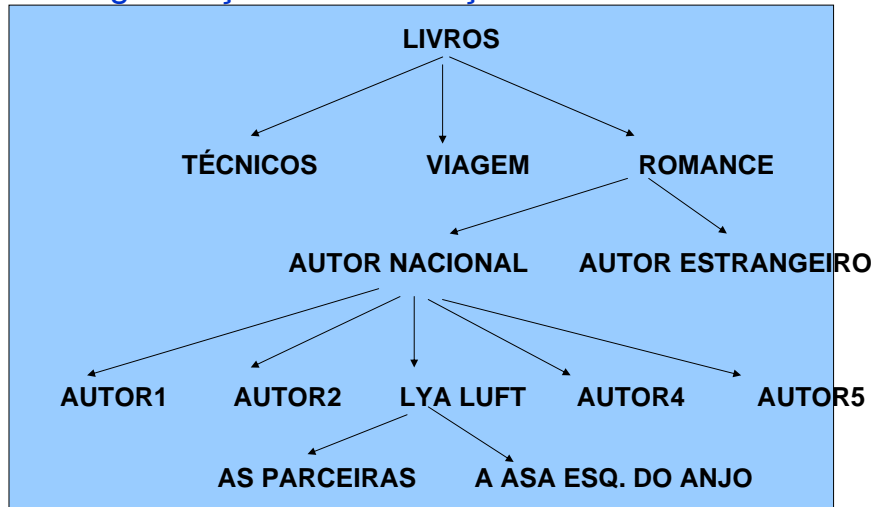 LIVROS
TÉCNICOS VIAGEM ROMANCE
AUTOR NACIONAL AUTOR ESTRANGEIRO
AUTOR1 AUTOR2 LYA LUFT AUTOR4 AUTOR5
AS PARCEIRAS A ASA ESQ. DO ANJO